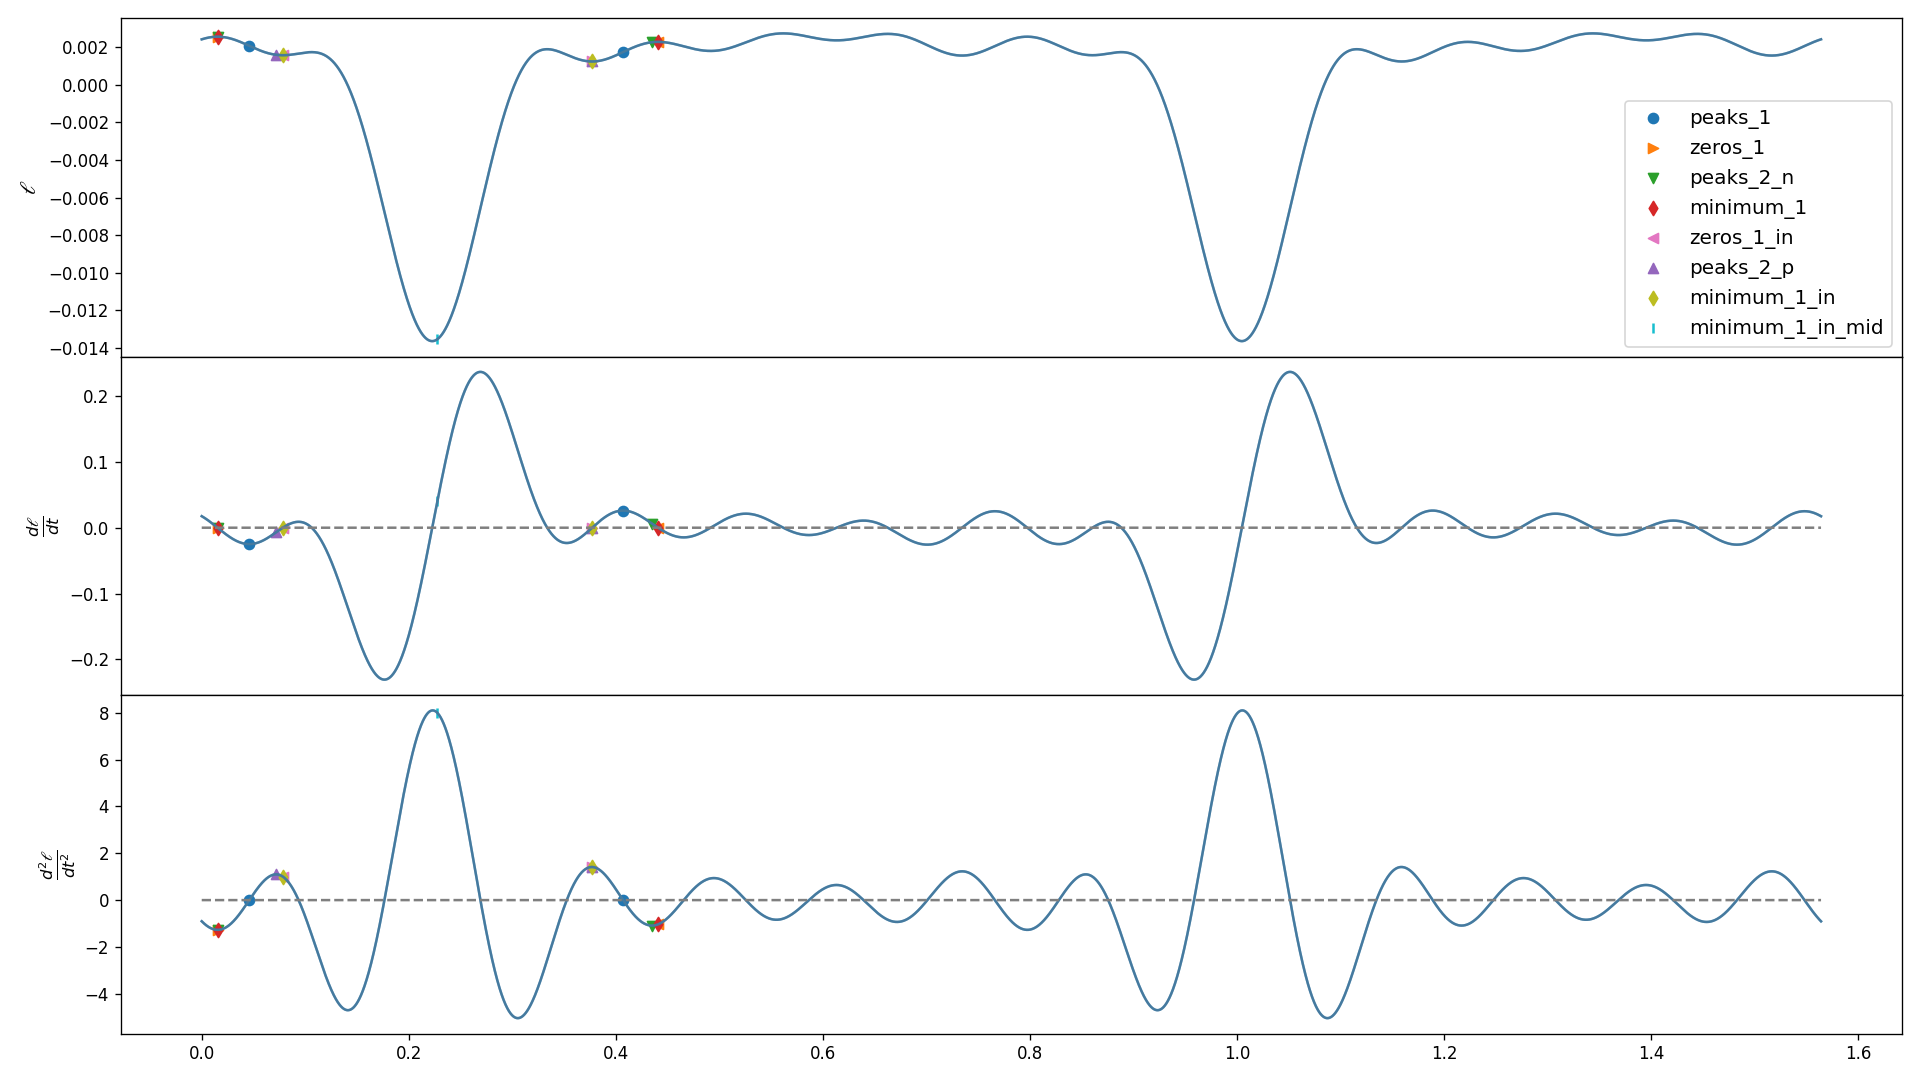 0.002
0.000
−0.002
−0.004
−0.006
−0.008
−0.010
−0.012
−0.014
ℓ
peaks_1
zeros_1
peaks_2_n
minimum_1
zeros_1_in
peaks_2_p
minimum_1_in
minimum_1_in_mid
0.2
0.1
0.0
−0.1
−0.2
dℓ
dt
8
6
4
2
0
−2
−4
d²ℓ
dt²
0.0 0.2 0.4 0.6 0.8 1.0 1.2 1.4 1.6